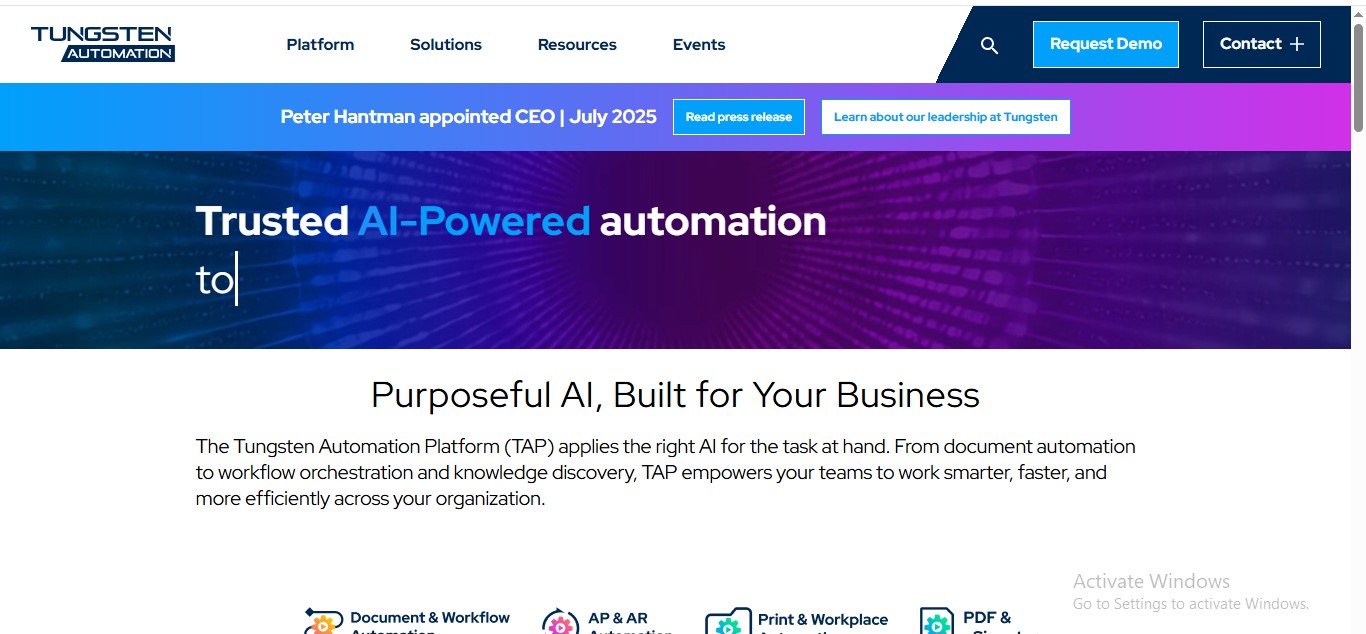 TUNGSTEN
AUTOMATION
Platform
Solutions
Resources
Events
Request Demo
Contact
Peter Hantman appointed CEO | July 2025
Read press release
Learn about our leadership at Tungsten
Trusted AI-Powered automation
to
Purposeful AI, Built for Your Business
The Tungsten Automation Platform (TAP) applies the right AI for the task at hand. From document automation
to workflow orchestration and knowledge discovery, TAP empowers your teams to work smarter, faster, and
more efficiently across your organization.
Activate Windows
Go to Settings to activate Windows.
Document & Workflow
Automation
AP & AR
Automation
Print & Workplace
Automation
PDF &